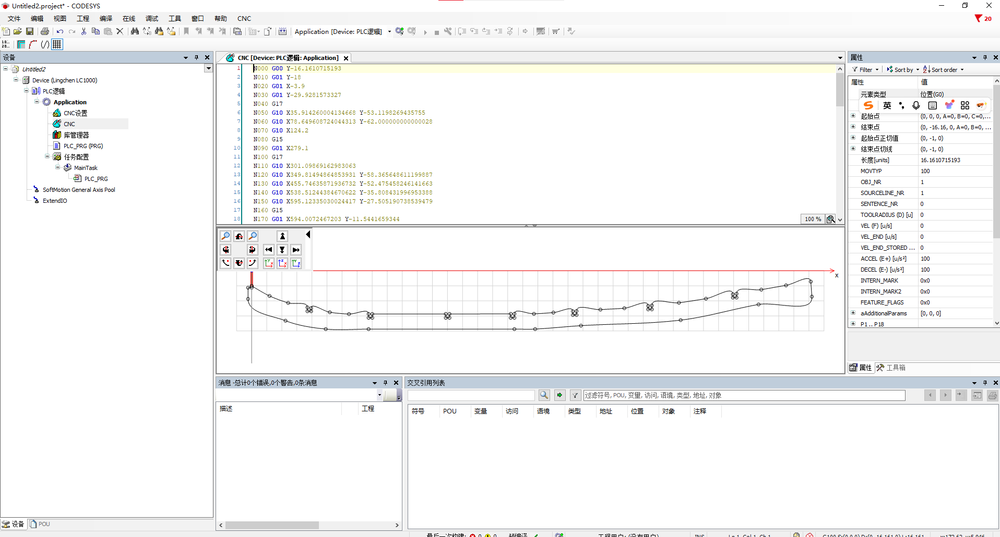 Untitled2.project* - CODESYS
文件 编辑 视图 工程 编译 在线 调试 工具 窗口 帮助 CNC
20
Application [Device: PLC逻辑]
设备
Untitled2
Device (Lingchen LC1000)
PLC逻辑
Application
CNC设置
CNC
库管理器
PLC_PRG (PRG)
任务配置
MainTask
PLC_PRG
SoftMotion General Axis Pool
ExtendIO
设备 POU
CNC [Device: PLC逻辑: Application]
1 N000 G00 Y-16.1610715193
2 N010 G01 Y-18
3 N020 G01 X-3.9
4 N030 G01 Y-29.9281573327
5 N040 G17
6 N050 G10 X35.914260004134668 Y-53.1198269435755
7 N060 G10 X78.649608724044313 Y-62.000000000000028
8 N070 G10 X124.2
9 N080 G15
10 N090 G01 X279.1
11 N100 G17
12 N110 G10 X301.09869162983063
13 N120 G10 X349.81494864853931 Y-58.365648611199887
14 N130 G10 X455.74635871936732 Y-52.475458246141663
15 N140 G10 X538.51244384670622 Y-35.808431996953388
16 N150 G10 X595.12335030024417 Y-27.505190738539479
17 N160 G15
18 N170 G01 X594.0072467203 Y-11.5441659344
100 %
x
属性
Filter Sort by Sort order
属性 值
元素类型 位置(G0)
英
起始点 (0, 0, 0, A=0, B=0, C=0,...
结束点 (0, -16.16, 0, A=0, B=0, ...
起始点正切值 (0, -1, 0)
结束点切线 (0, -1, 0)
长度[units] 16.1610715193
MOVTYP 100
OBJ_NR 1
SOURCELINE_NR 1
SENTENCE_NR 0
TOOLRADIUS (D) [u] 0
VEL (F) [u/s] 0
VEL_END [u/s] 0
VEL_END_STORED ... 0
ACCEL (E+) [u/s²] 100
DECEL (E-) [u/s²] 100
INTERN_MARK 0x0
INTERN_MARK2 0x0
FEATURE_FLAGS 0x0
aAdditionalParams [0, 0, 0]
P1 .. P18
属性 工具箱
消息 -总计0个错误,0个警告,0条消息
描述 工程
交叉引用列表
过滤符号, POU, 变量, 访问, 语境, 类型, 地址, 对象
符号 POU 变量 访问 语境 类型 地址 位置 对象 注释
最后一次构建: 0 0 预编译 工程用户: (没有用户) INS Ln 1 Col 1 Ch 1